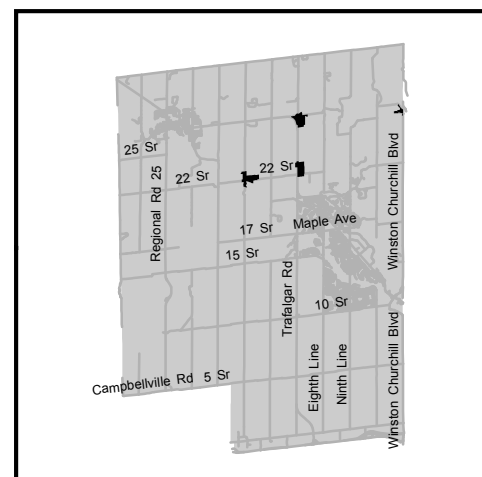 25 Sr
22 Sr
22 Sr
Regional Rd 25
Winston Churchill Blvd
17 Sr
Maple Ave
15 Sr
Trafalgar Rd
10 Sr
Eighth Line
Ninth Line
Winston Churchill Blvd
Campbellville Rd 5 Sr